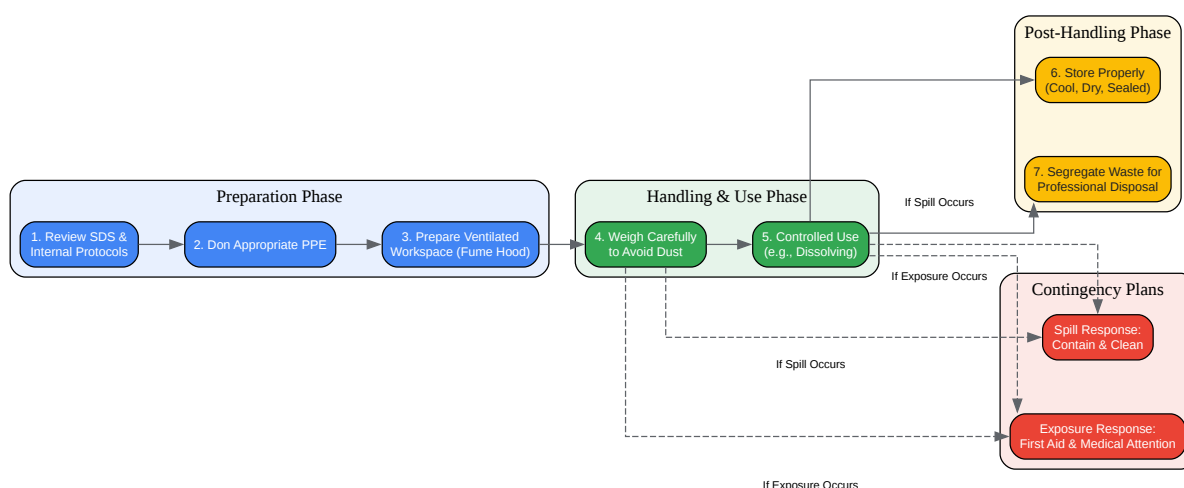 Preparation Phase
1. Review SDS &
Internal Protocols
2. Don Appropriate PPE
3. Prepare Ventilated
Workspace (Fume Hood)
Handling & Use Phase
4. Weigh Carefully
to Avoid Dust
5. Controlled Use
(e.g., Dissolving)
Post-Handling Phase
6. Store Properly
(Cool, Dry, Sealed)
7. Segregate Waste for
Professional Disposal
If Spill Occurs
If Exposure Occurs
Contingency Plans
Spill Response:
Contain & Clean
If Spill Occurs
Exposure Response:
First Aid & Medical Attention
If Exposure Occurs